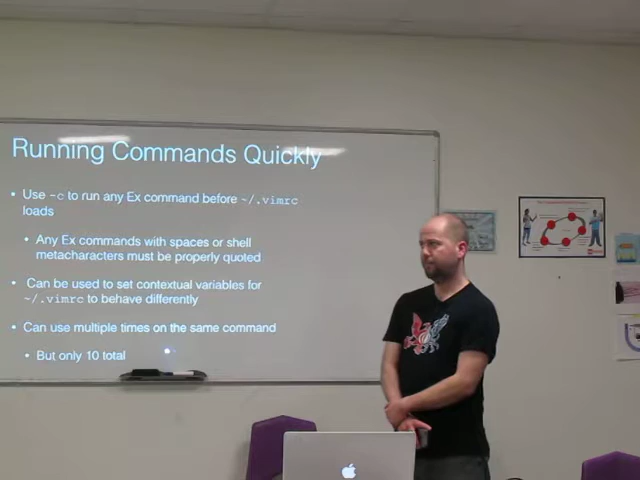 Running Commands Quickly
• Use -c to run any Ex command before ~/.vimrc
loads
• Any Ex commands with spaces or shell
metacharacters must be properly quoted
• Can be used to set contextual variables for
~/.vimrc to behave differently
• Can use multiple times on the same command
• But only 10 total